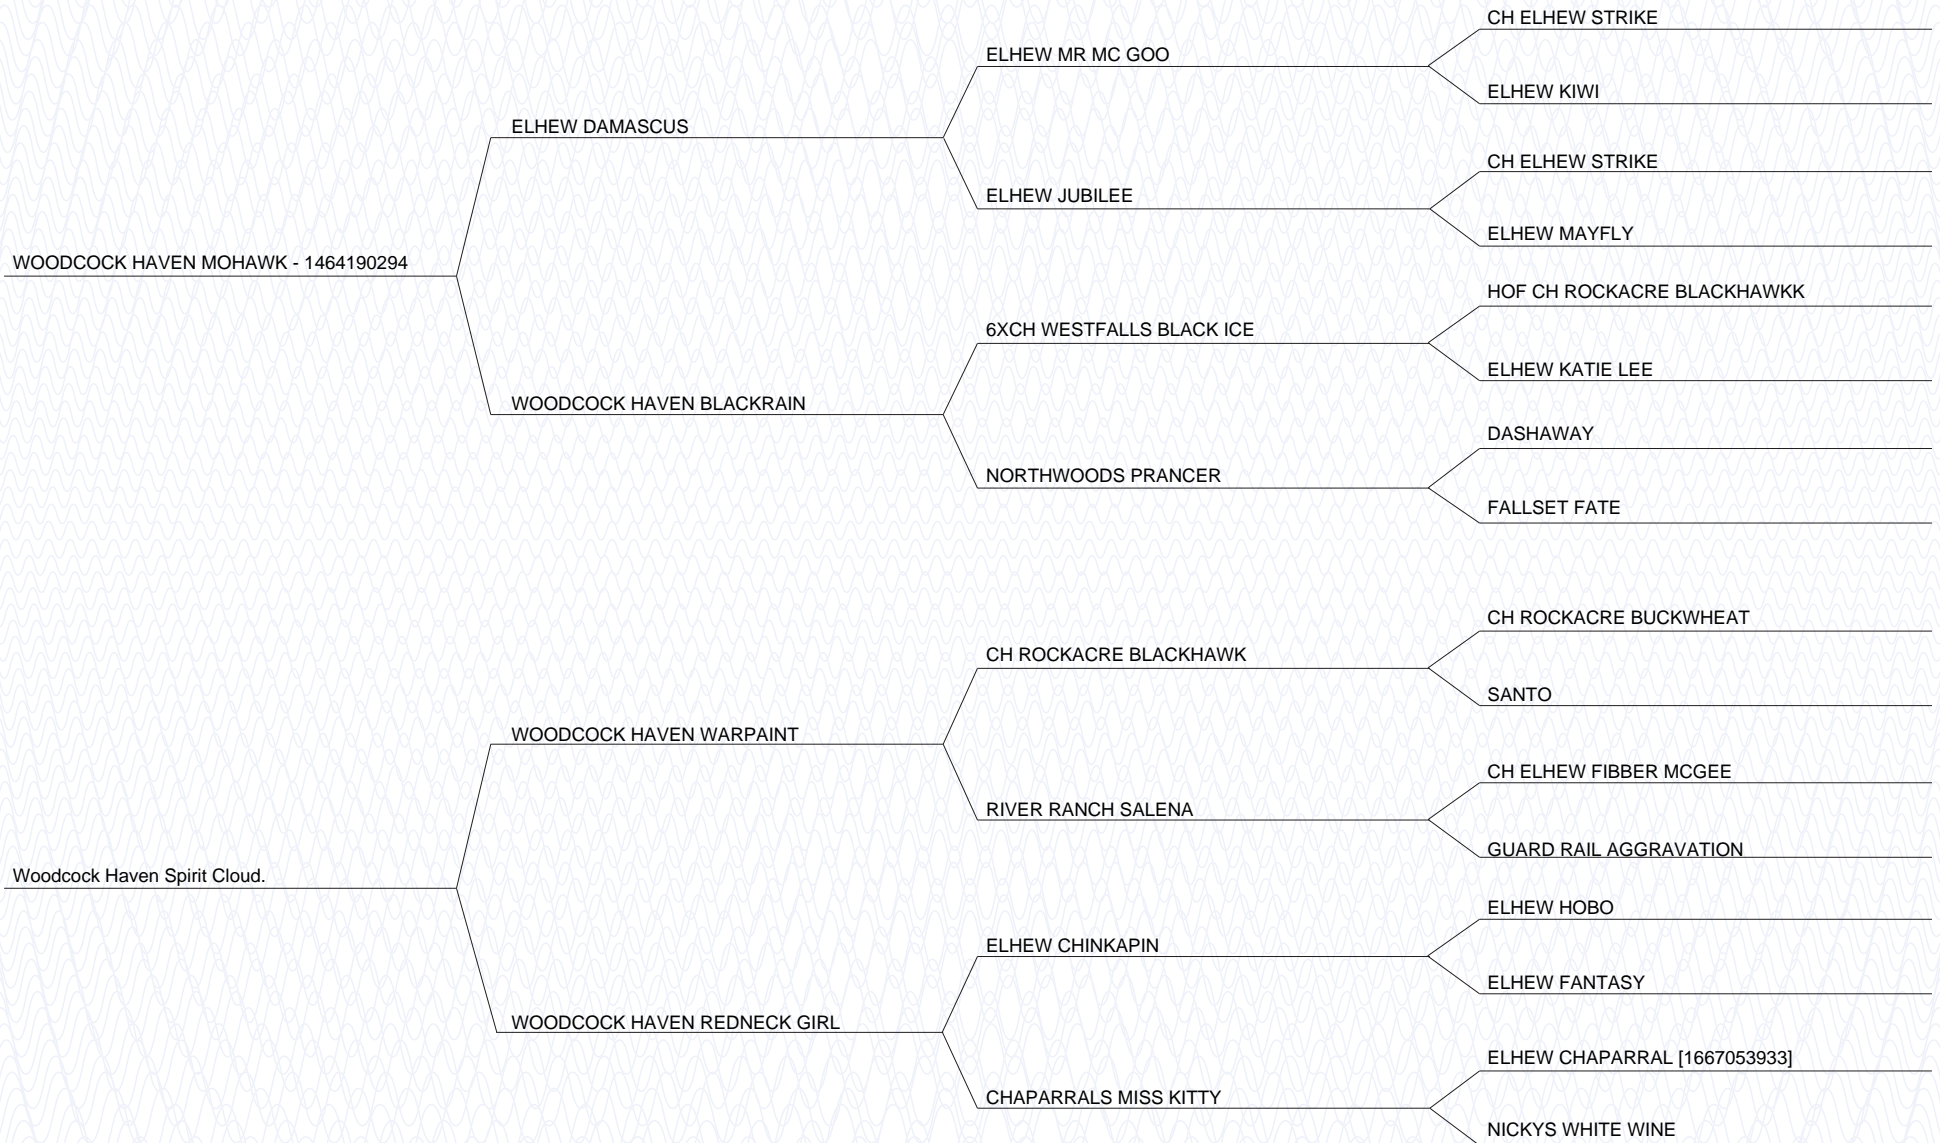 CH ELHEW STRIKE
ELHEW MR MC GOO
ELHEW KIWI
ELHEW DAMASCUS
CH ELHEW STRIKE
ELHEW JUBILEE
ELHEW MAYFLY
WOODCOCK HAVEN MOHAWK - 1464190294
HOF CH ROCKACRE BLACKHAWKK
6XCH WESTFALLS BLACK ICE
ELHEW KATIE LEE
WOODCOCK HAVEN BLACKRAIN
DASHAWAY
NORTHWOODS PRANCER
FALLSET FATE
CH ROCKACRE BUCKWHEAT
CH ROCKACRE BLACKHAWK
SANTO
WOODCOCK HAVEN WARPAINT
CH ELHEW FIBBER MCGEE
RIVER RANCH SALENA
GUARD RAIL AGGRAVATION
Woodcock Haven Spirit Cloud.
ELHEW HOBO
ELHEW CHINKAPIN
ELHEW FANTASY
WOODCOCK HAVEN REDNECK GIRL
ELHEW CHAPARRAL [1667053933]
CHAPARRALS MISS KITTY
NICKYS WHITE WINE